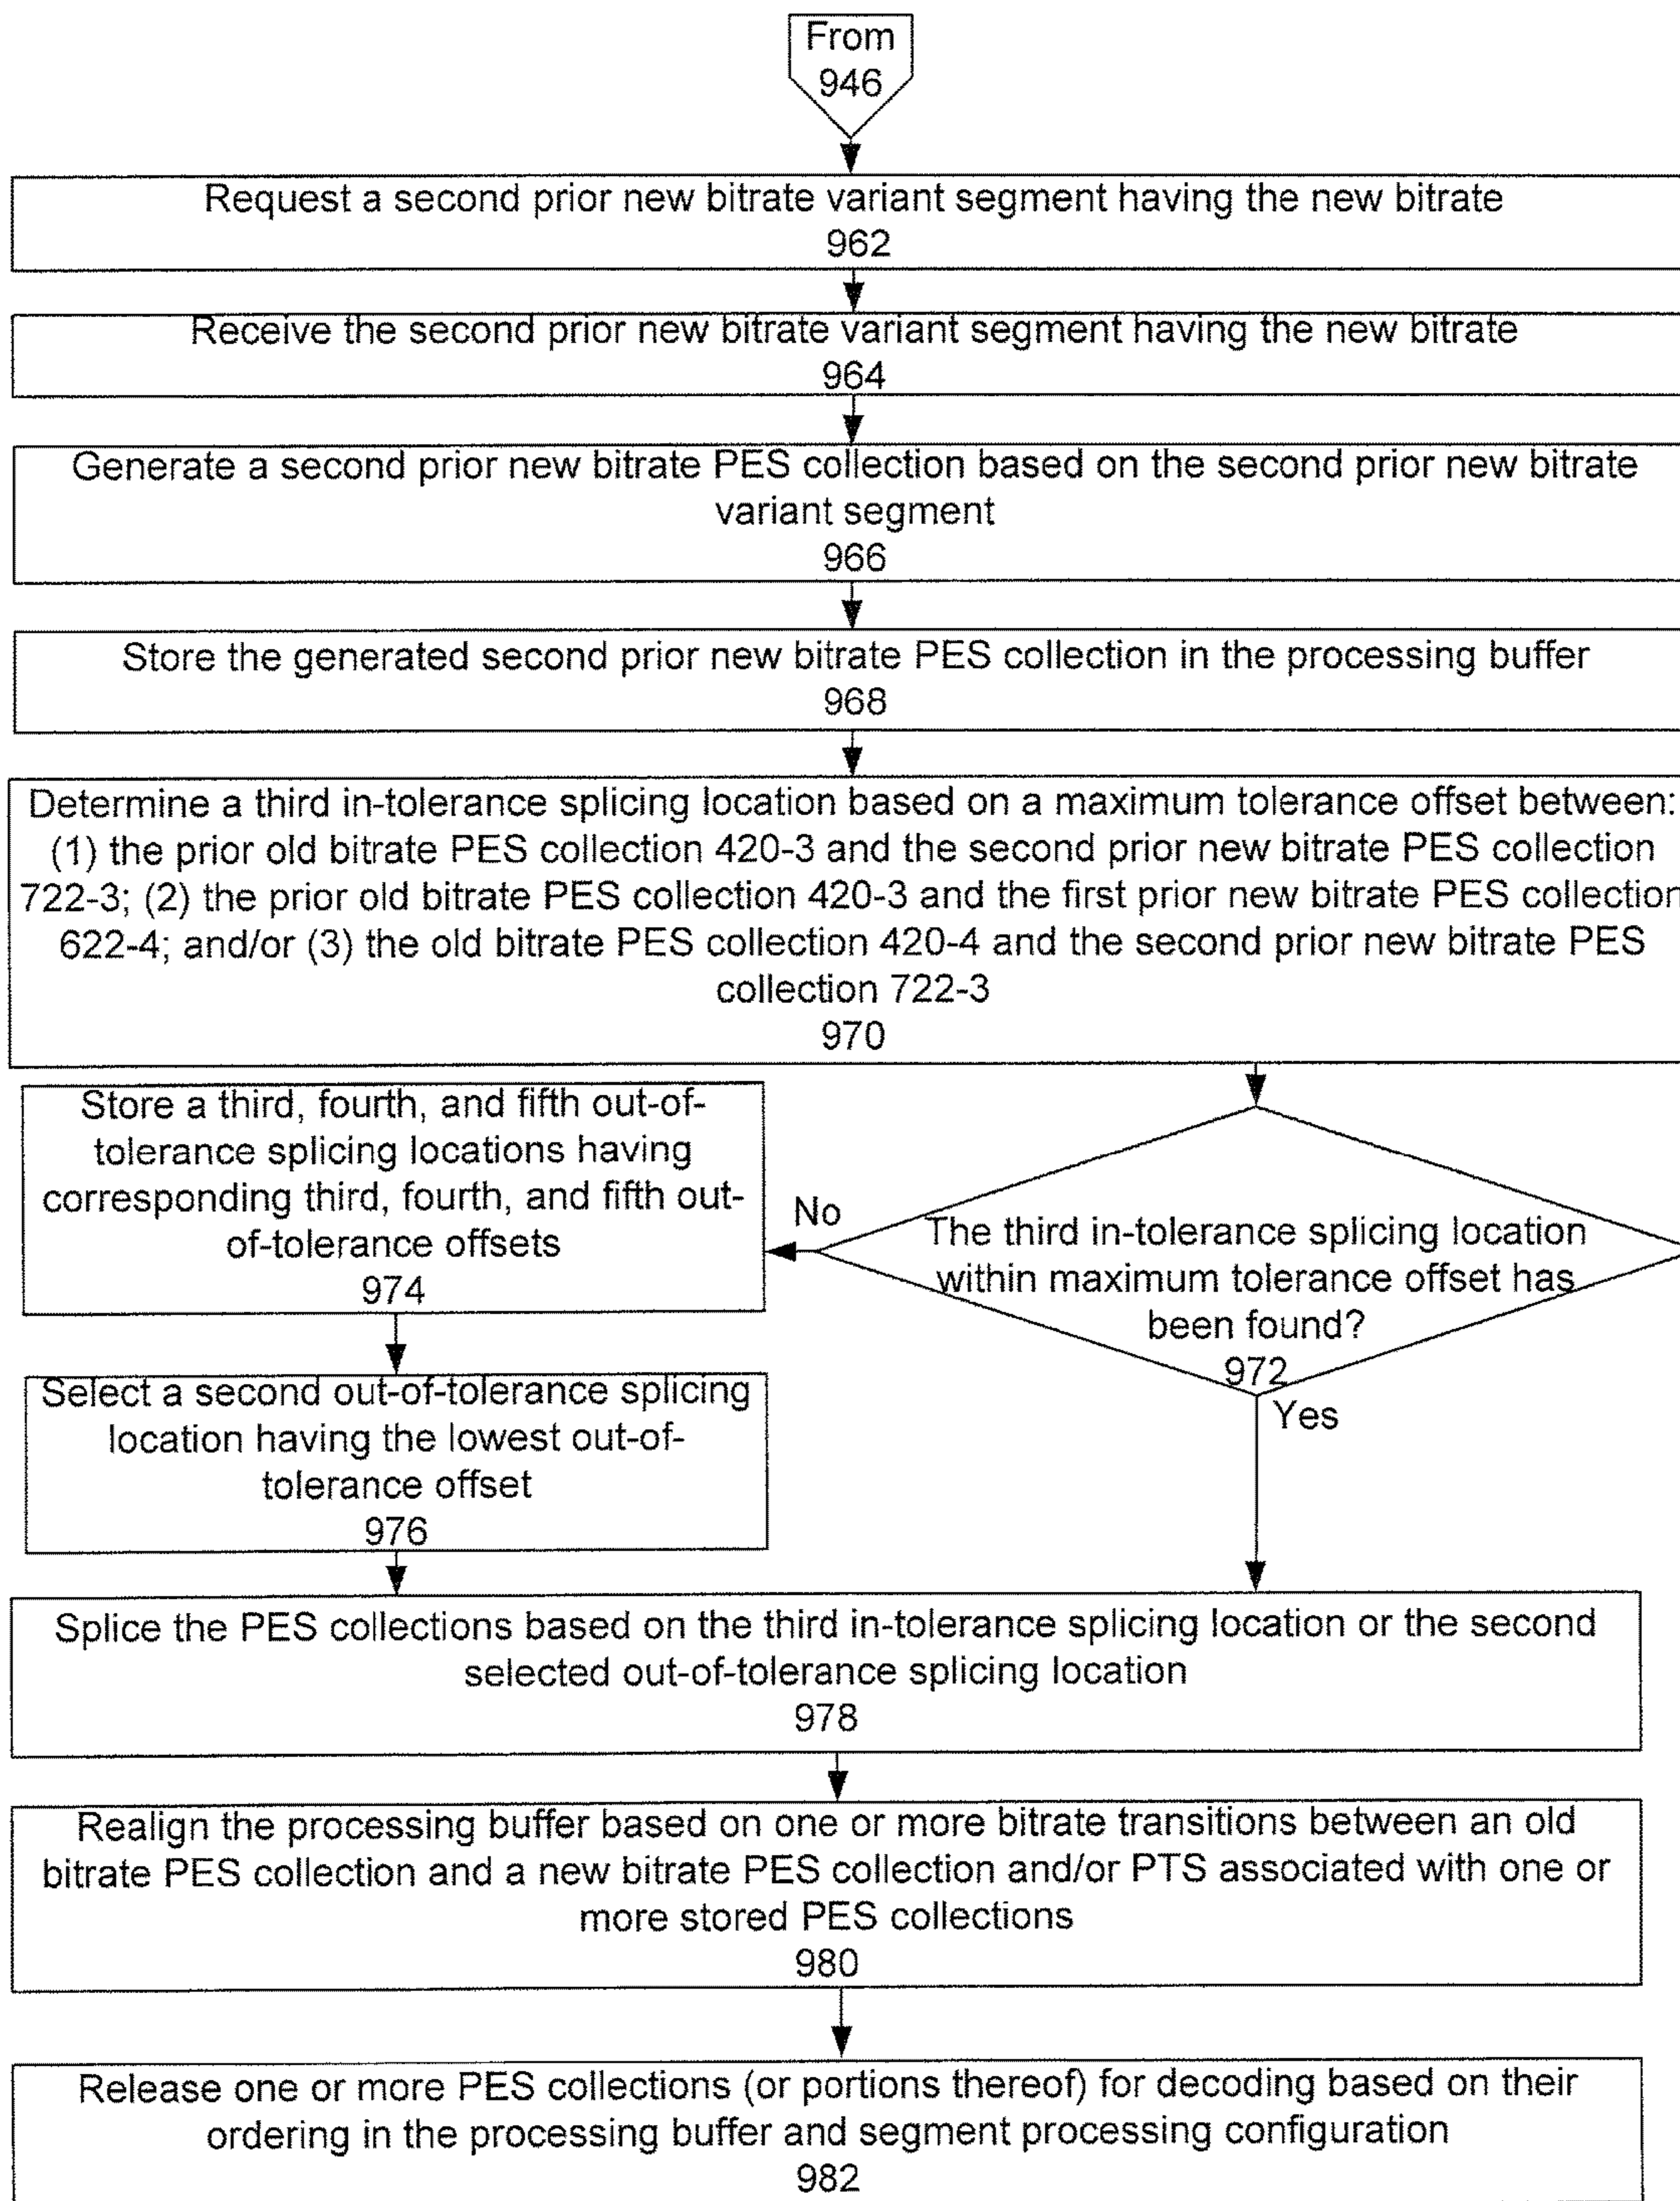 From
946
Request a second prior new bitrate variant segment having the new bitrate
962
Receive the second prior new bitrate variant segment having the new bitrate
964
Generate a second prior new bitrate PES collection based on the second prior new bitrate
variant segment
966
Store the generated second prior new bitrate PES collection in the processing buffer
968
Determine a third in-tolerance splicing location based on a maximum tolerance offset between:
(1) the prior old bitrate PES collection 420-3 and the second prior new bitrate PES collection
722-3; (2) the prior old bitrate PES collection 420-3 and the first prior new bitrate PES collection
622-4; and/or (3) the old bitrate PES collection 420-4 and the second prior new bitrate PES
collection 722-3
970
Store a third, fourth, and fifth out-of-
tolerance splicing locations having
corresponding third, fourth, and fifth out-
of-tolerance offsets
974
No
The third in-tolerance splicing location
within maximum tolerance offset has
been found?
972
Yes
Select a second out-of-tolerance splicing
location having the lowest out-of-
tolerance offset
976
Splice the PES collections based on the third in-tolerance splicing location or the second
selected out-of-tolerance splicing location
978
Realign the processing buffer based on one or more bitrate transitions between an old
bitrate PES collection and a new bitrate PES collection and/or PTS associated with one or
more stored PES collections
980
Release one or more PES collections (or portions thereof) for decoding based on their
ordering in the processing buffer and segment processing configuration
982